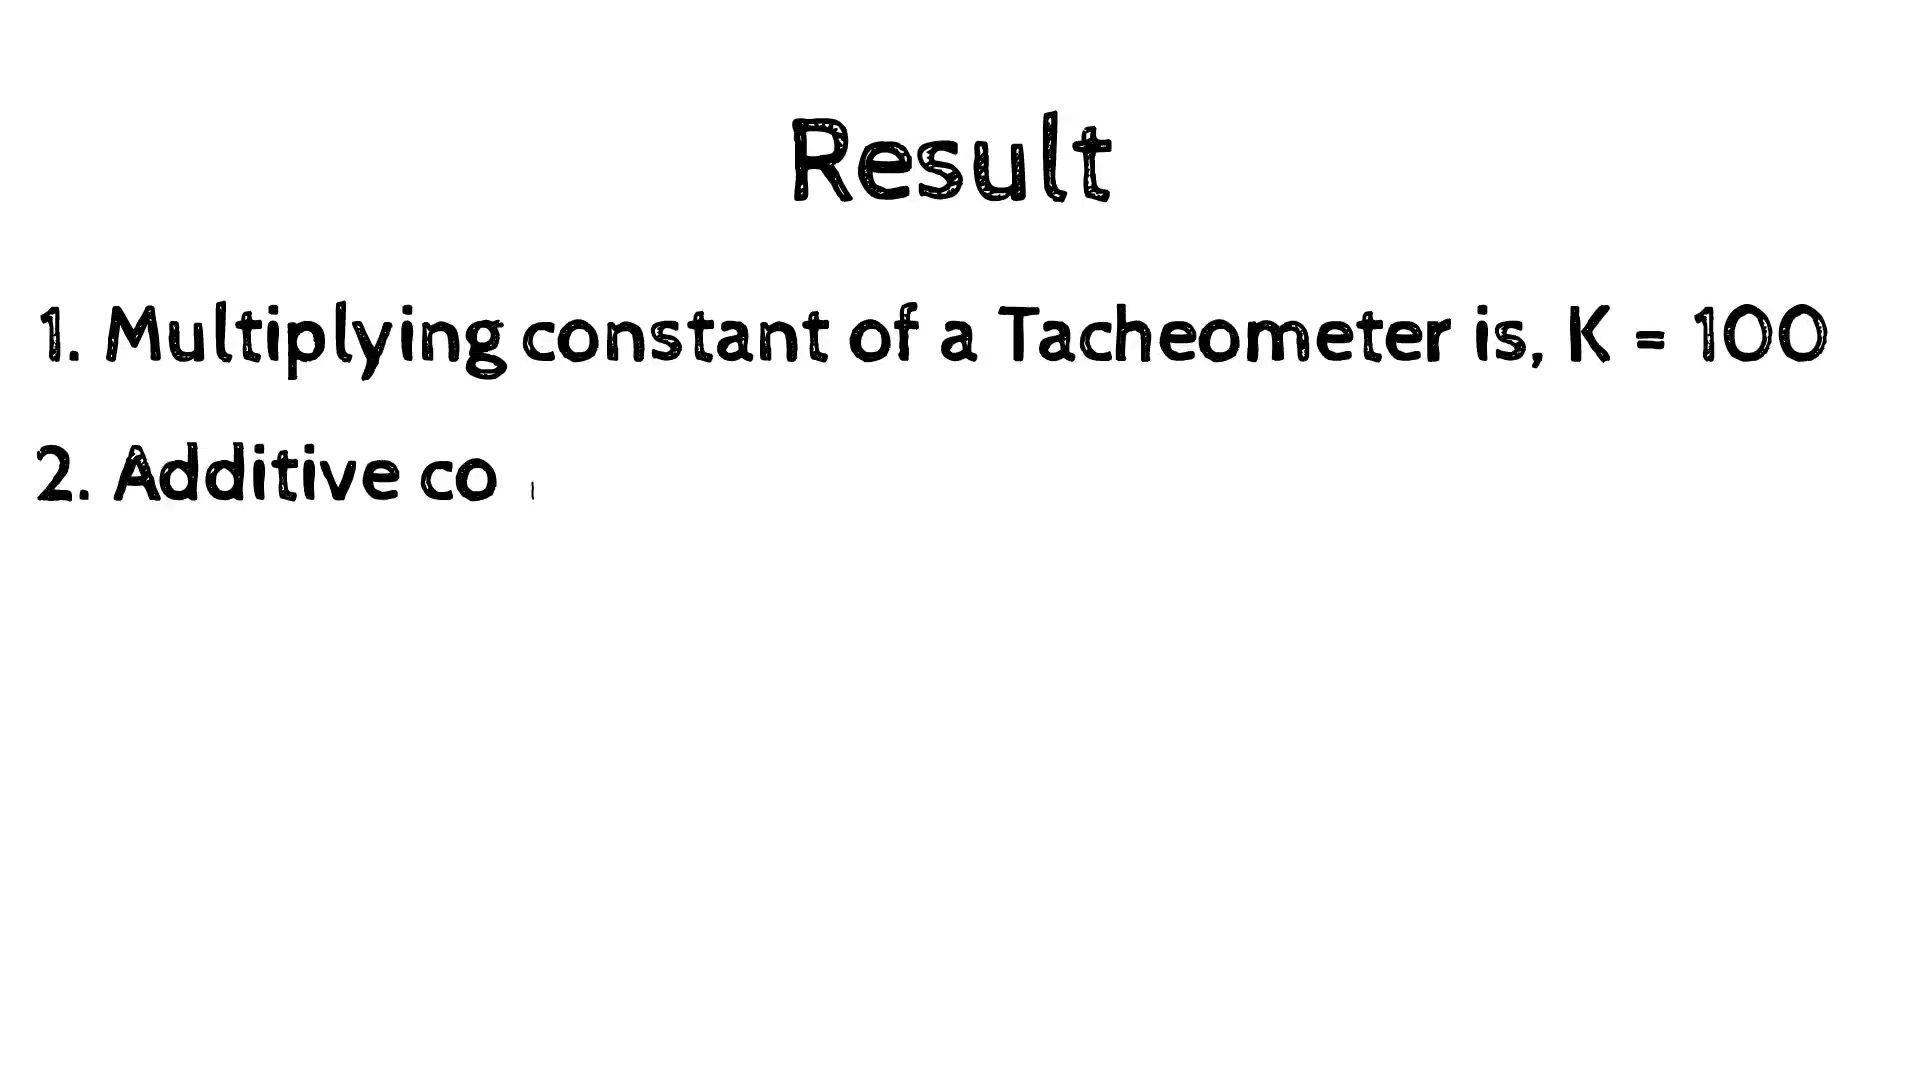 Result
1. Multiplying constant of a Tacheometer is, K = 100
2. Additive co